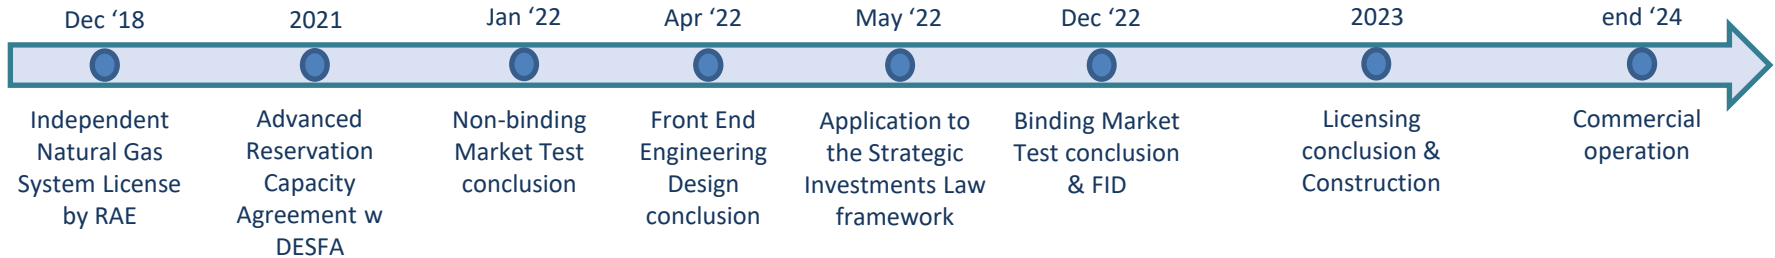 Dec ‘18
Independent
Natural Gas
System License
by RAE
2021
Advanced
Reservation
Capacity
Agreement w
DESFA
Jan ‘22
Non-binding
Market Test
conclusion
Apr ‘22
Front End
Engineering
Design
conclusion
May ‘22
Application to
the Strategic
Investments Law
framework
Dec ‘22
Binding Market
Test conclusion
& FID
2023
Licensing
conclusion &
Construction
end ‘24
Commercial
operation